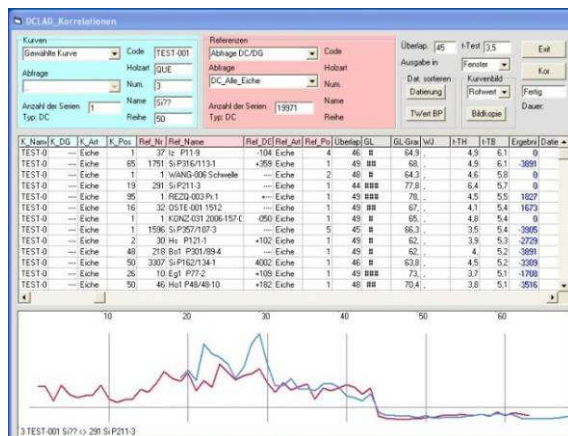 DCLAD_Korrelationen
Kurven
Gewählte Kurve
Code TEST-001
Holzart QUE
Abfrage
Num. 3
Name Si??
Anzahl der Serien 1
Typ: DC
Reihe 50
Referenzen
Abfrage DC/DG
Code
Abfrage
Holzart
DC_Alle_Eiche
Num.
Name
Anzahl der Serien 19971
Typ: DC
Reihe
Überlap. 45 t-Test 3,5
Exit
Ausgabe in Fenster
Kor
Dat. sortieren
Datierung
TWert BP
Kurvenbild
Rotwert
Bildkopie
Fertig
Dauer:
K_Nam K_DG K_Art K_Pos Ref_Nr Ref_Name Ref_DE Ref_Art Ref_Po Überlap GL GL-Gra WJ t-TH t-TB Ergebni Datie
TEST-0 --- Eiche 1 37 Iz P11-9 -104 Eiche 4 46 # 64,9 . 4,9 6,1 0
TEST-0 --- Eiche 65 1751 Si P316/113-1 +359 Eiche 1 49 ## 68, . 4,9 6,1 -3891
TEST-0 --- Eiche 1 1 WANG-006 Schwelle --- Eiche 2 48 # 64,3 . 4,6 5,8 0
TEST-0 --- Eiche 19 291 Si P211-3 --- Eiche 1 44 ### 77,8 . 6,4 5,7 0
TEST-0 --- Eiche 95 1 REZQ-003 Pr.1 +--- Eiche 1 49 ### 78, . 4,5 5,5 1827
TEST-0 --- Eiche 16 32 OSTE-001 1512 --- Eiche 1 49 ## 67, . 4,1 5,4 1673
TEST-0 --- Eiche 1 1 KONZ-031 2006-157-C -050 Eiche 1 49 # 65, . 4,8 5,4 0
TEST-0 --- Eiche 1 1596 Si P357/107-3 --- Eiche 5 45 # 66,3 . 3,5 5,4 -3905
TEST-0 --- Eiche 2 30 Ho P121-1 +102 Eiche 1 49 # 62, . 3,9 5,3 -2729
TEST-0 --- Eiche 48 218 Bo1 P301/89-4 --- Eiche 1 49 # 62, . 4, 5,2 -3891
TEST-0 --- Eiche 50 3307 Si P162/134-1 4002 Eiche 1 46 # 63,8 . 4,5 5,2 -3389
TEST-0 --- Eiche 26 10 Eg1 P77-2 +109 Eiche 1 49 ### 73, . 3,7 5,1 -1708
TEST-0 --- Eiche 50 46 Ho1 P48/48-10 +182 Eiche 1 48 ## 70,4 . 3,8 5,1 -3516
10 20 30 40 50 60
10 20 30 40 50 60
3 TEST-001 Si?? <> 291 Si P211-3